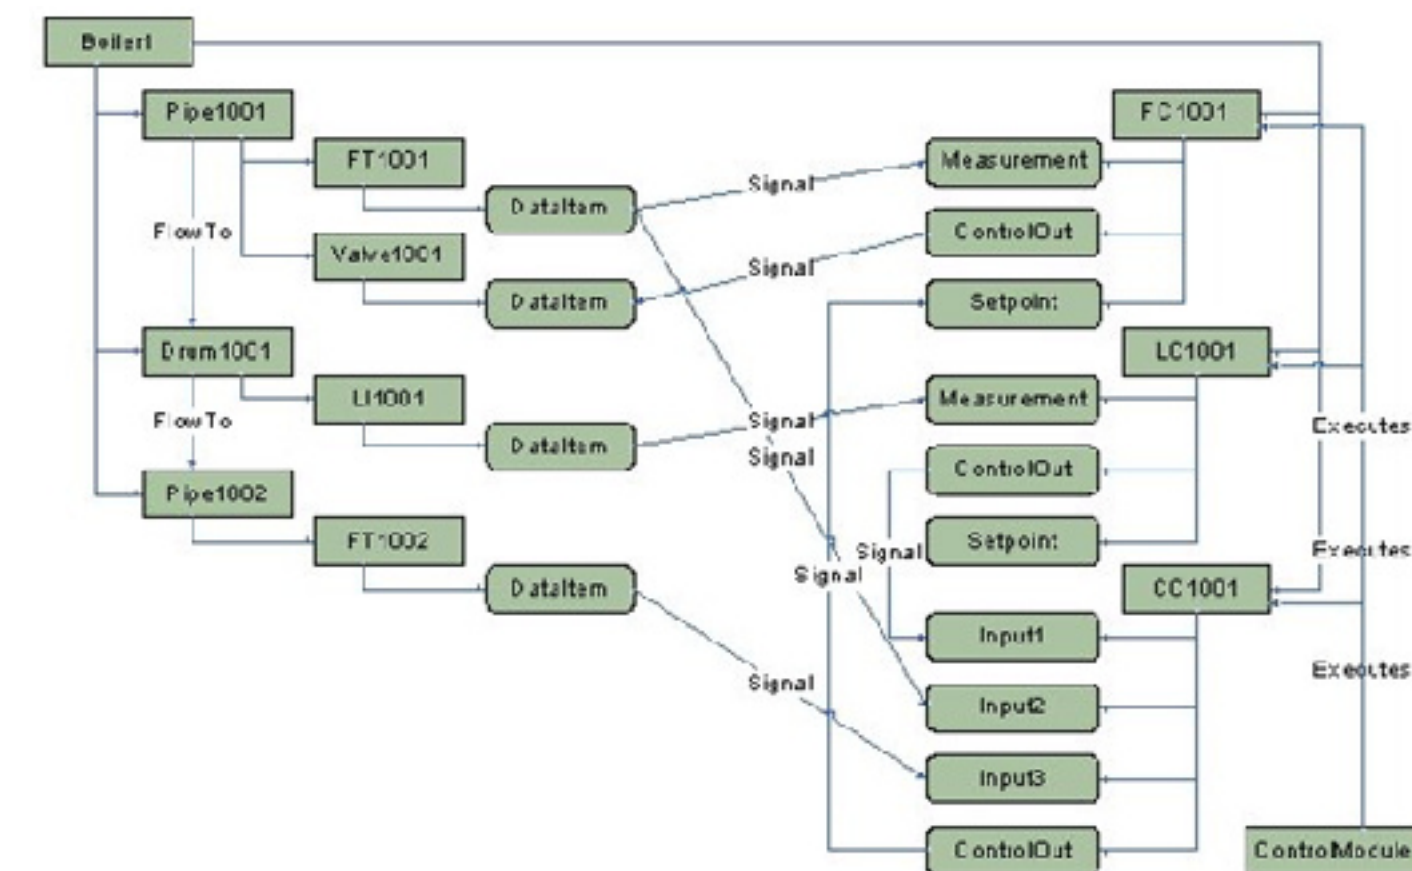 Boiler1
Pipe1001
FC1001
FT1001
Measurement
Signal
DataItem
FlowTo
ControlOut
Valve1001
Signal
DataItem
Setpoint
Drum1001
LC1001
LI1001
Measurement
FlowTo
Signal
Executes
DataItem
Signal
ControlOut
Pipe1002
FT1002
Setpoint
Signal
Executes
Signal
DataItem
CC1001
Input1
Signal
Executes
Input2
Input3
ControlOut
ControlModule